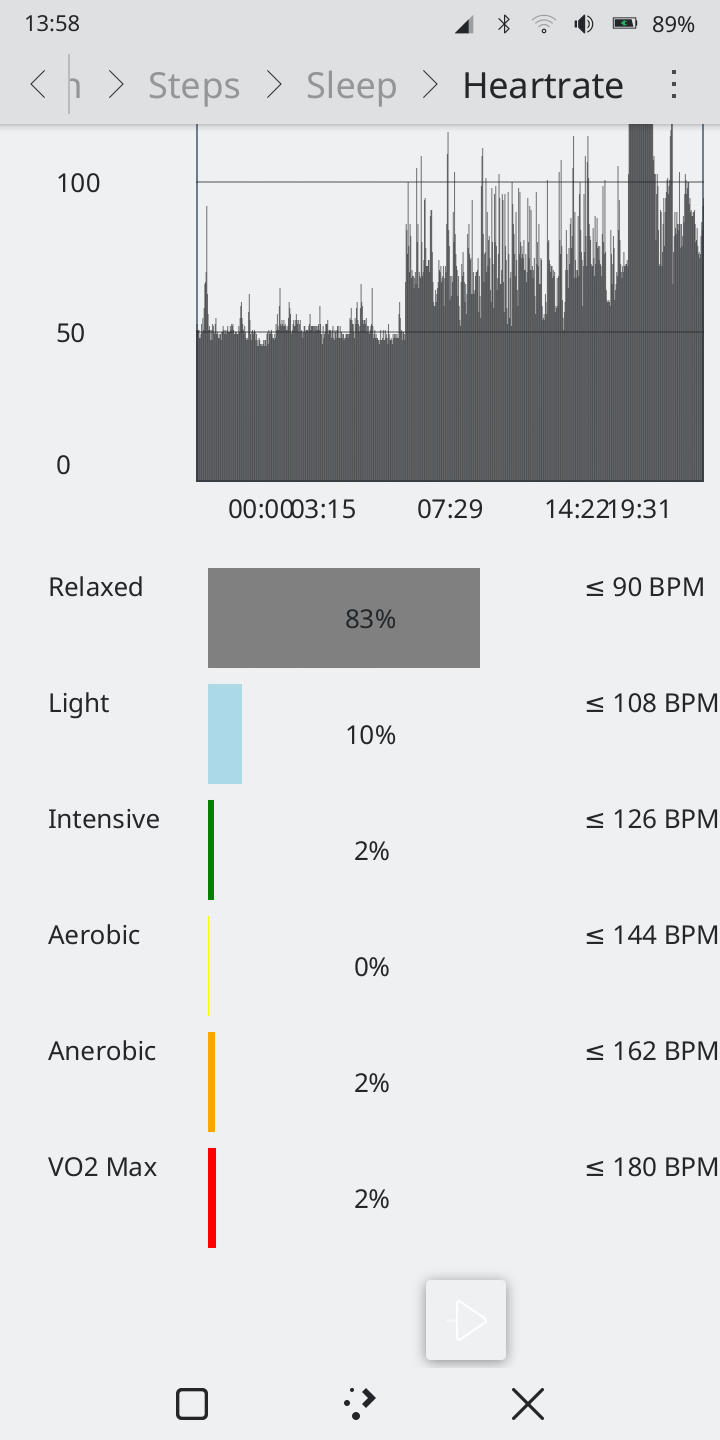 13:58 89%
n Steps Sleep Heartrate
100
50
0
00:00 03:15 07:29 14:22 19:31
Relaxed 83% ≤ 90 BPM
Light 10% ≤ 108 BPM
Intensive 2% ≤ 126 BPM
Aerobic 0% ≤ 144 BPM
Anerobic 2% ≤ 162 BPM
VO2 Max 2% ≤ 180 BPM